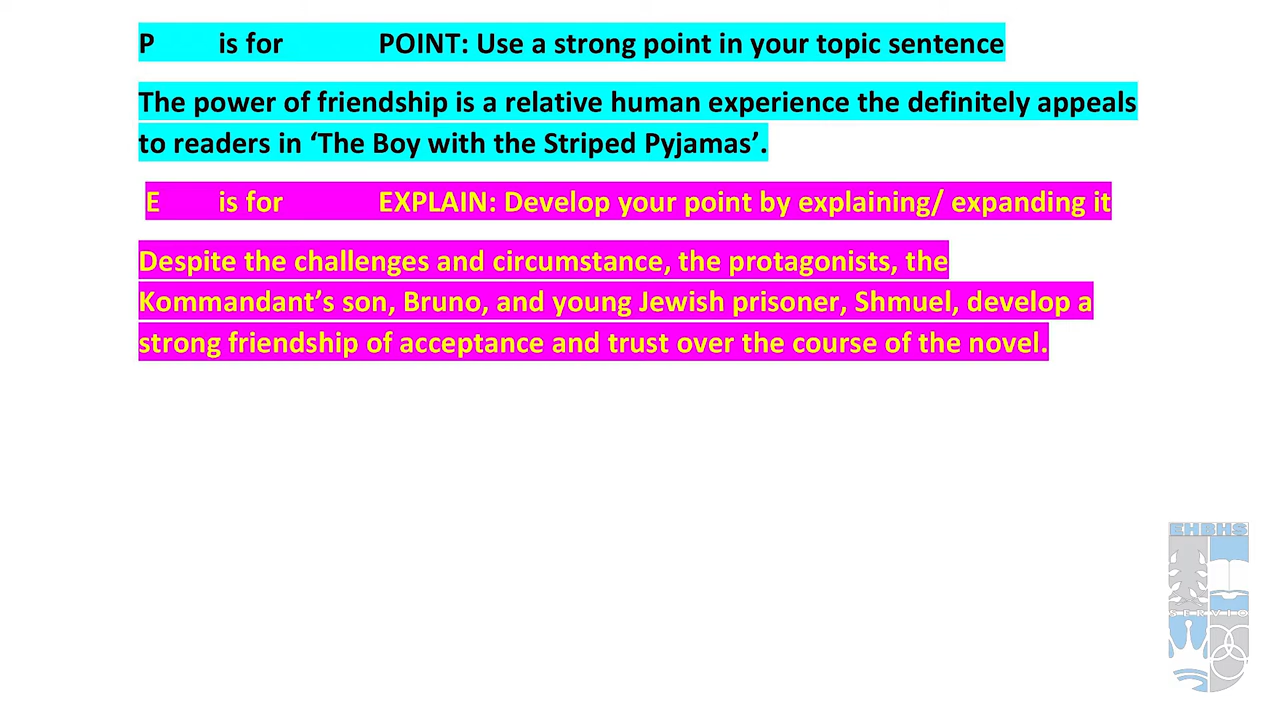 P is for POINT: Use a strong point in your topic sentence
The power of friendship is a relative human experience the definitely appeals
to readers in ‘The Boy with the Striped Pyjamas’.
E is for EXPLAIN: Develop your point by explaining/ expanding it
Despite the challenges and circumstance, the protagonists, the
Kommandant’s son, Bruno, and young Jewish prisoner, Shmuel, develop a
strong friendship of acceptance and trust over the course of the novel.
EHBHS
SERVIO